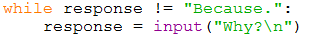 while response != "Because.":
    response = input("Why?\n")